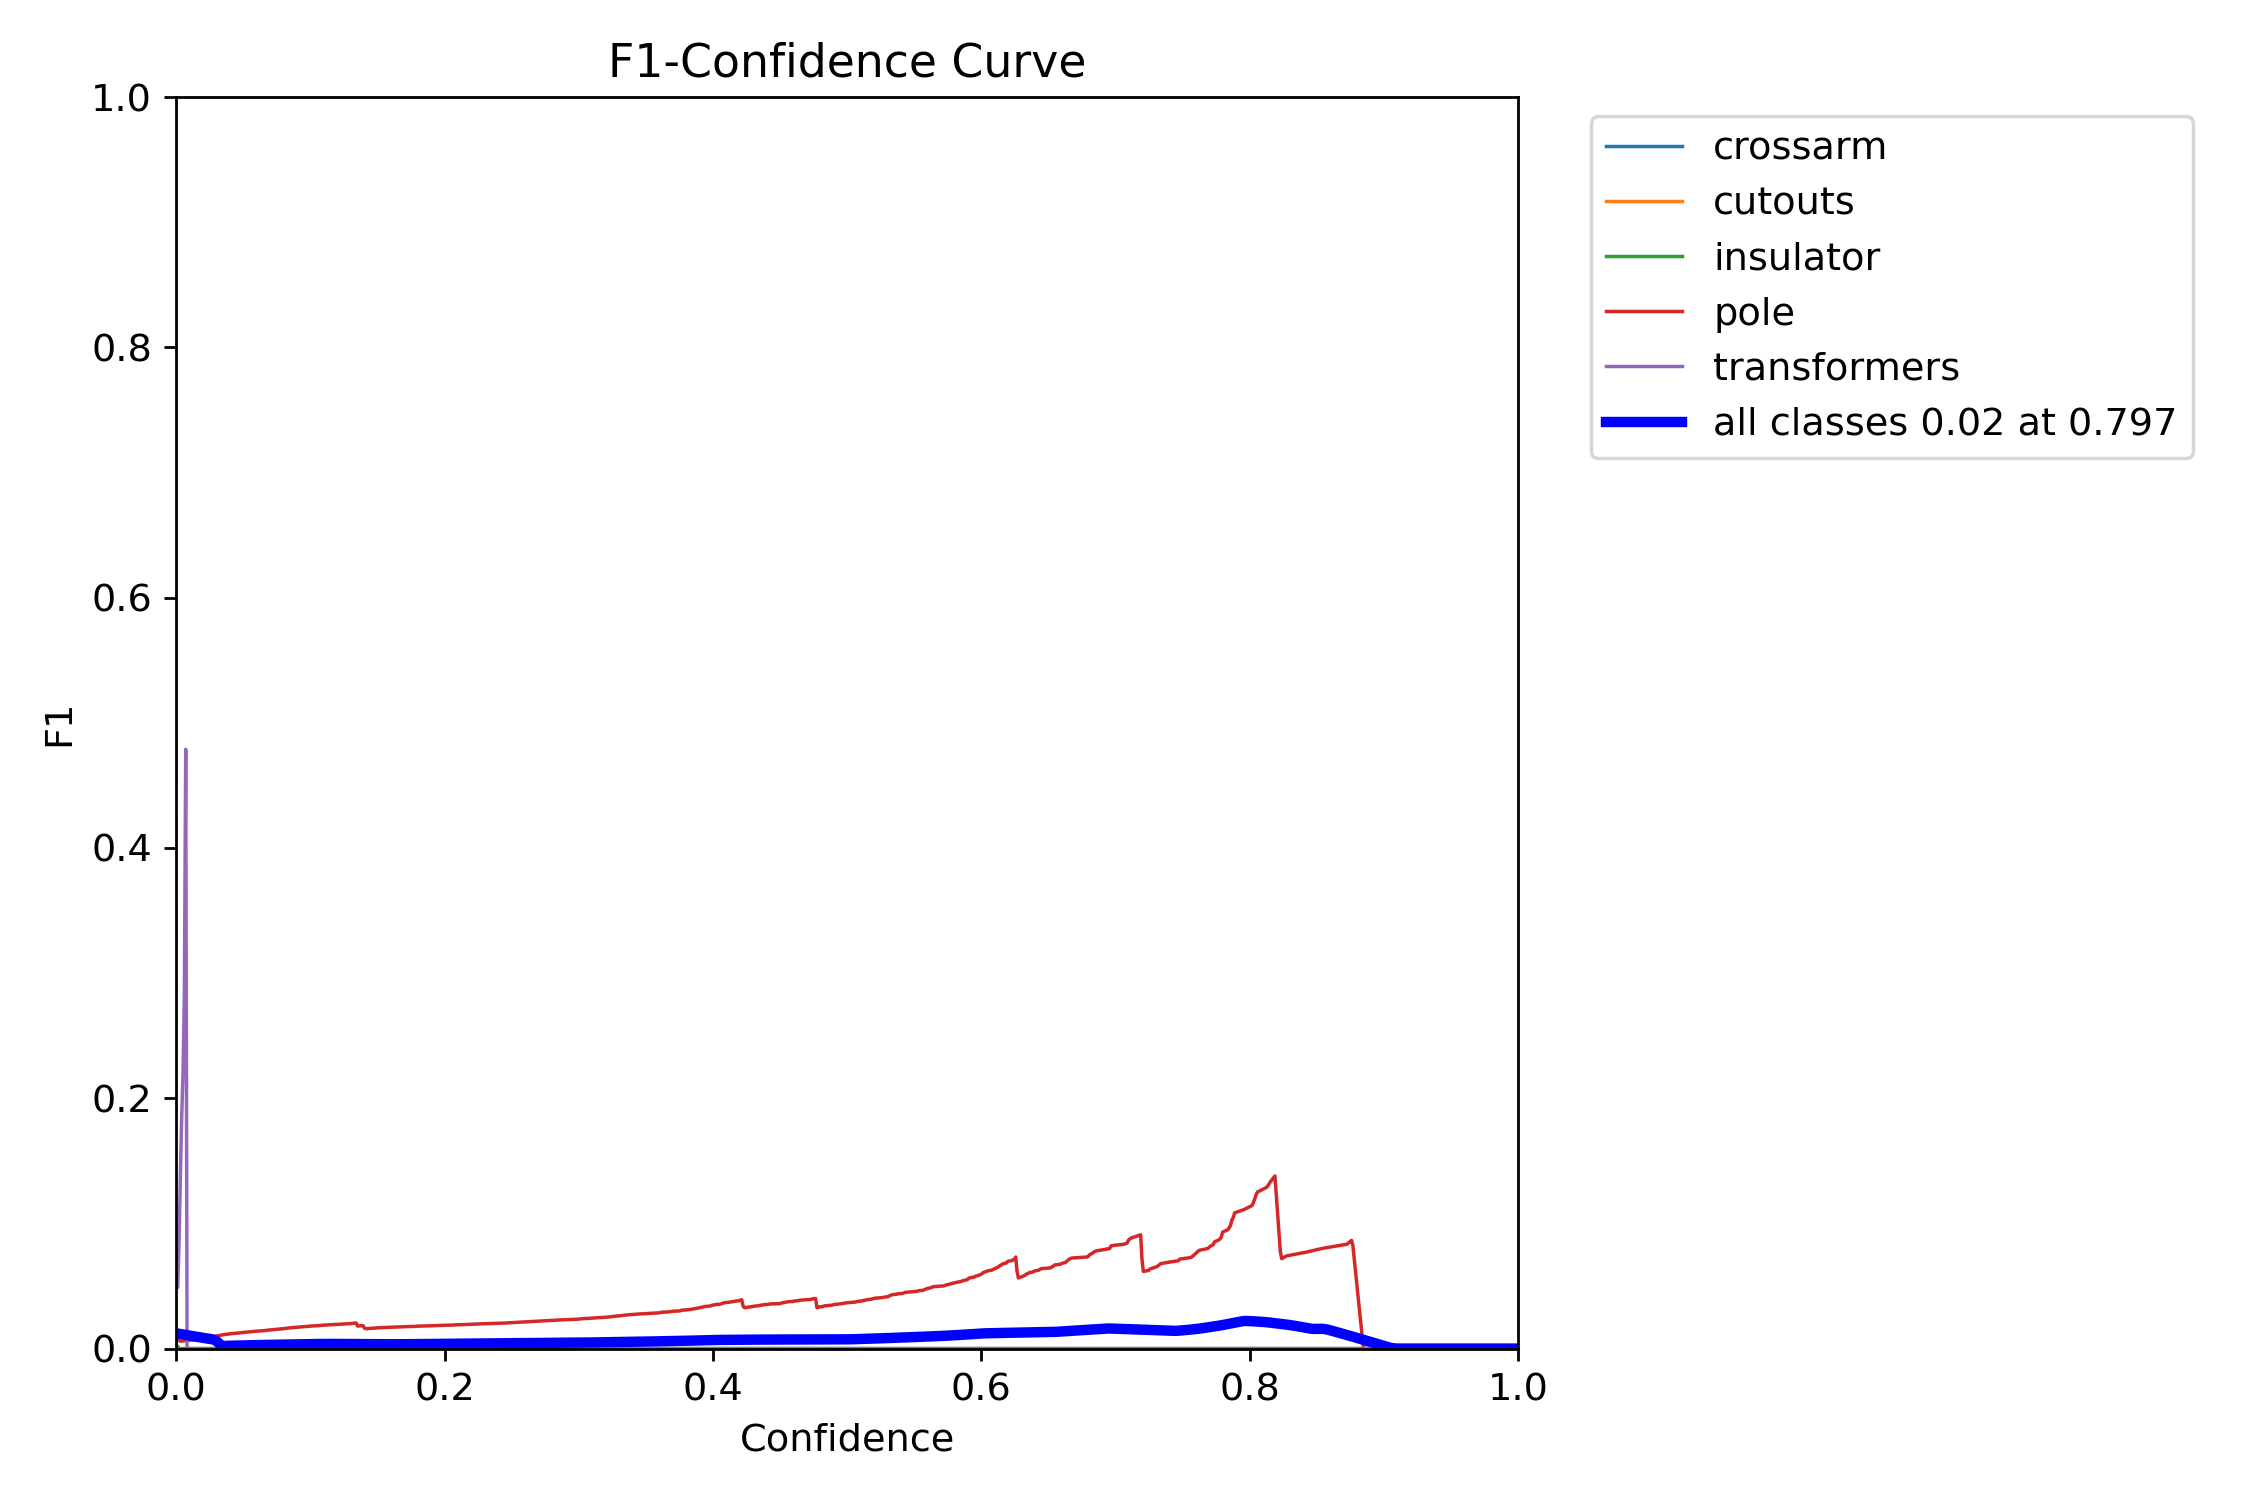 F1-Confidence Curve
1.0
0.8
0.6
0.4
0.2
0.0
F1
0.0 0.2 0.4 0.6 0.8 1.0
Confidence
crossarm
cutouts
insulator
pole
transformers
all classes 0.02 at 0.797